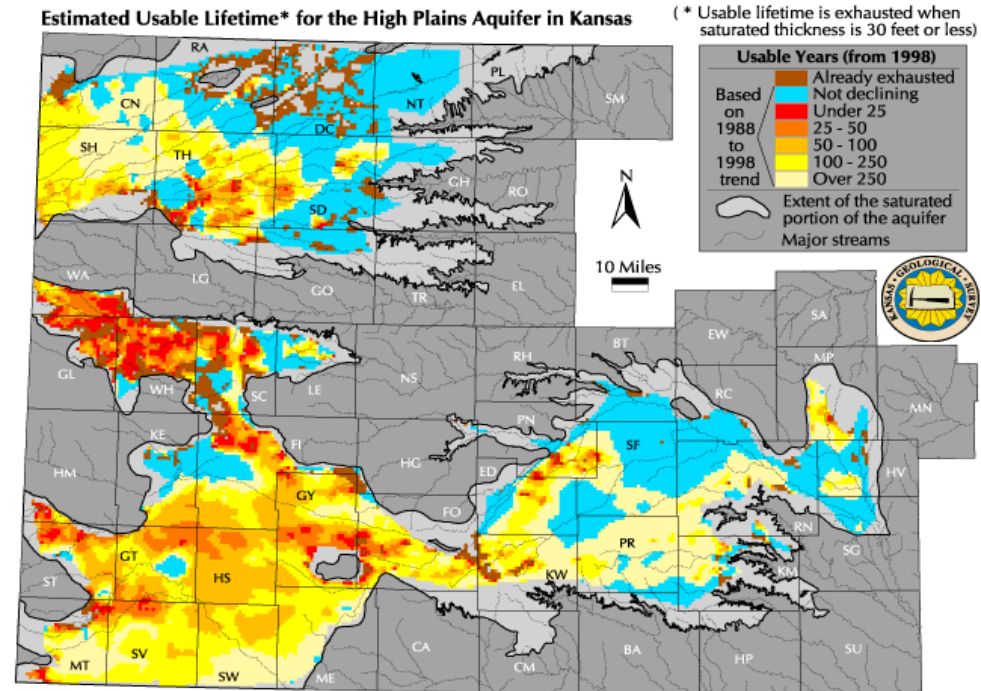 Estimated Usable Lifetime* for the High Plains Aquifer in Kansas
( * Usable lifetime is exhausted when
saturated thickness is 30 feet or less)
Usable Years (from 1998)
Based
on
1988
to
1998
trend
Already exhausted
Not declining
Under 25
25 - 50
50 - 100
100 - 250
Over 250
Extent of the saturated
portion of the aquifer
Major streams
N
10 Miles
KANSAS GEOLOGICAL SURVEY
RA
PL
CN
NT
SM
DC
SH
TH
GH
RO
SD
WA
LG
GO
TR
EL
SA
EW
BT
RH
MP
GL
WH
SC
LE
NS
RC
MN
PN
KE
FI
SF
HM
HG
ED
HV
GY
FO
RN
GT
PR
SG
ST
HS
KW
KM
CA
BA
SU
MT
SV
SW
ME
CM
HP